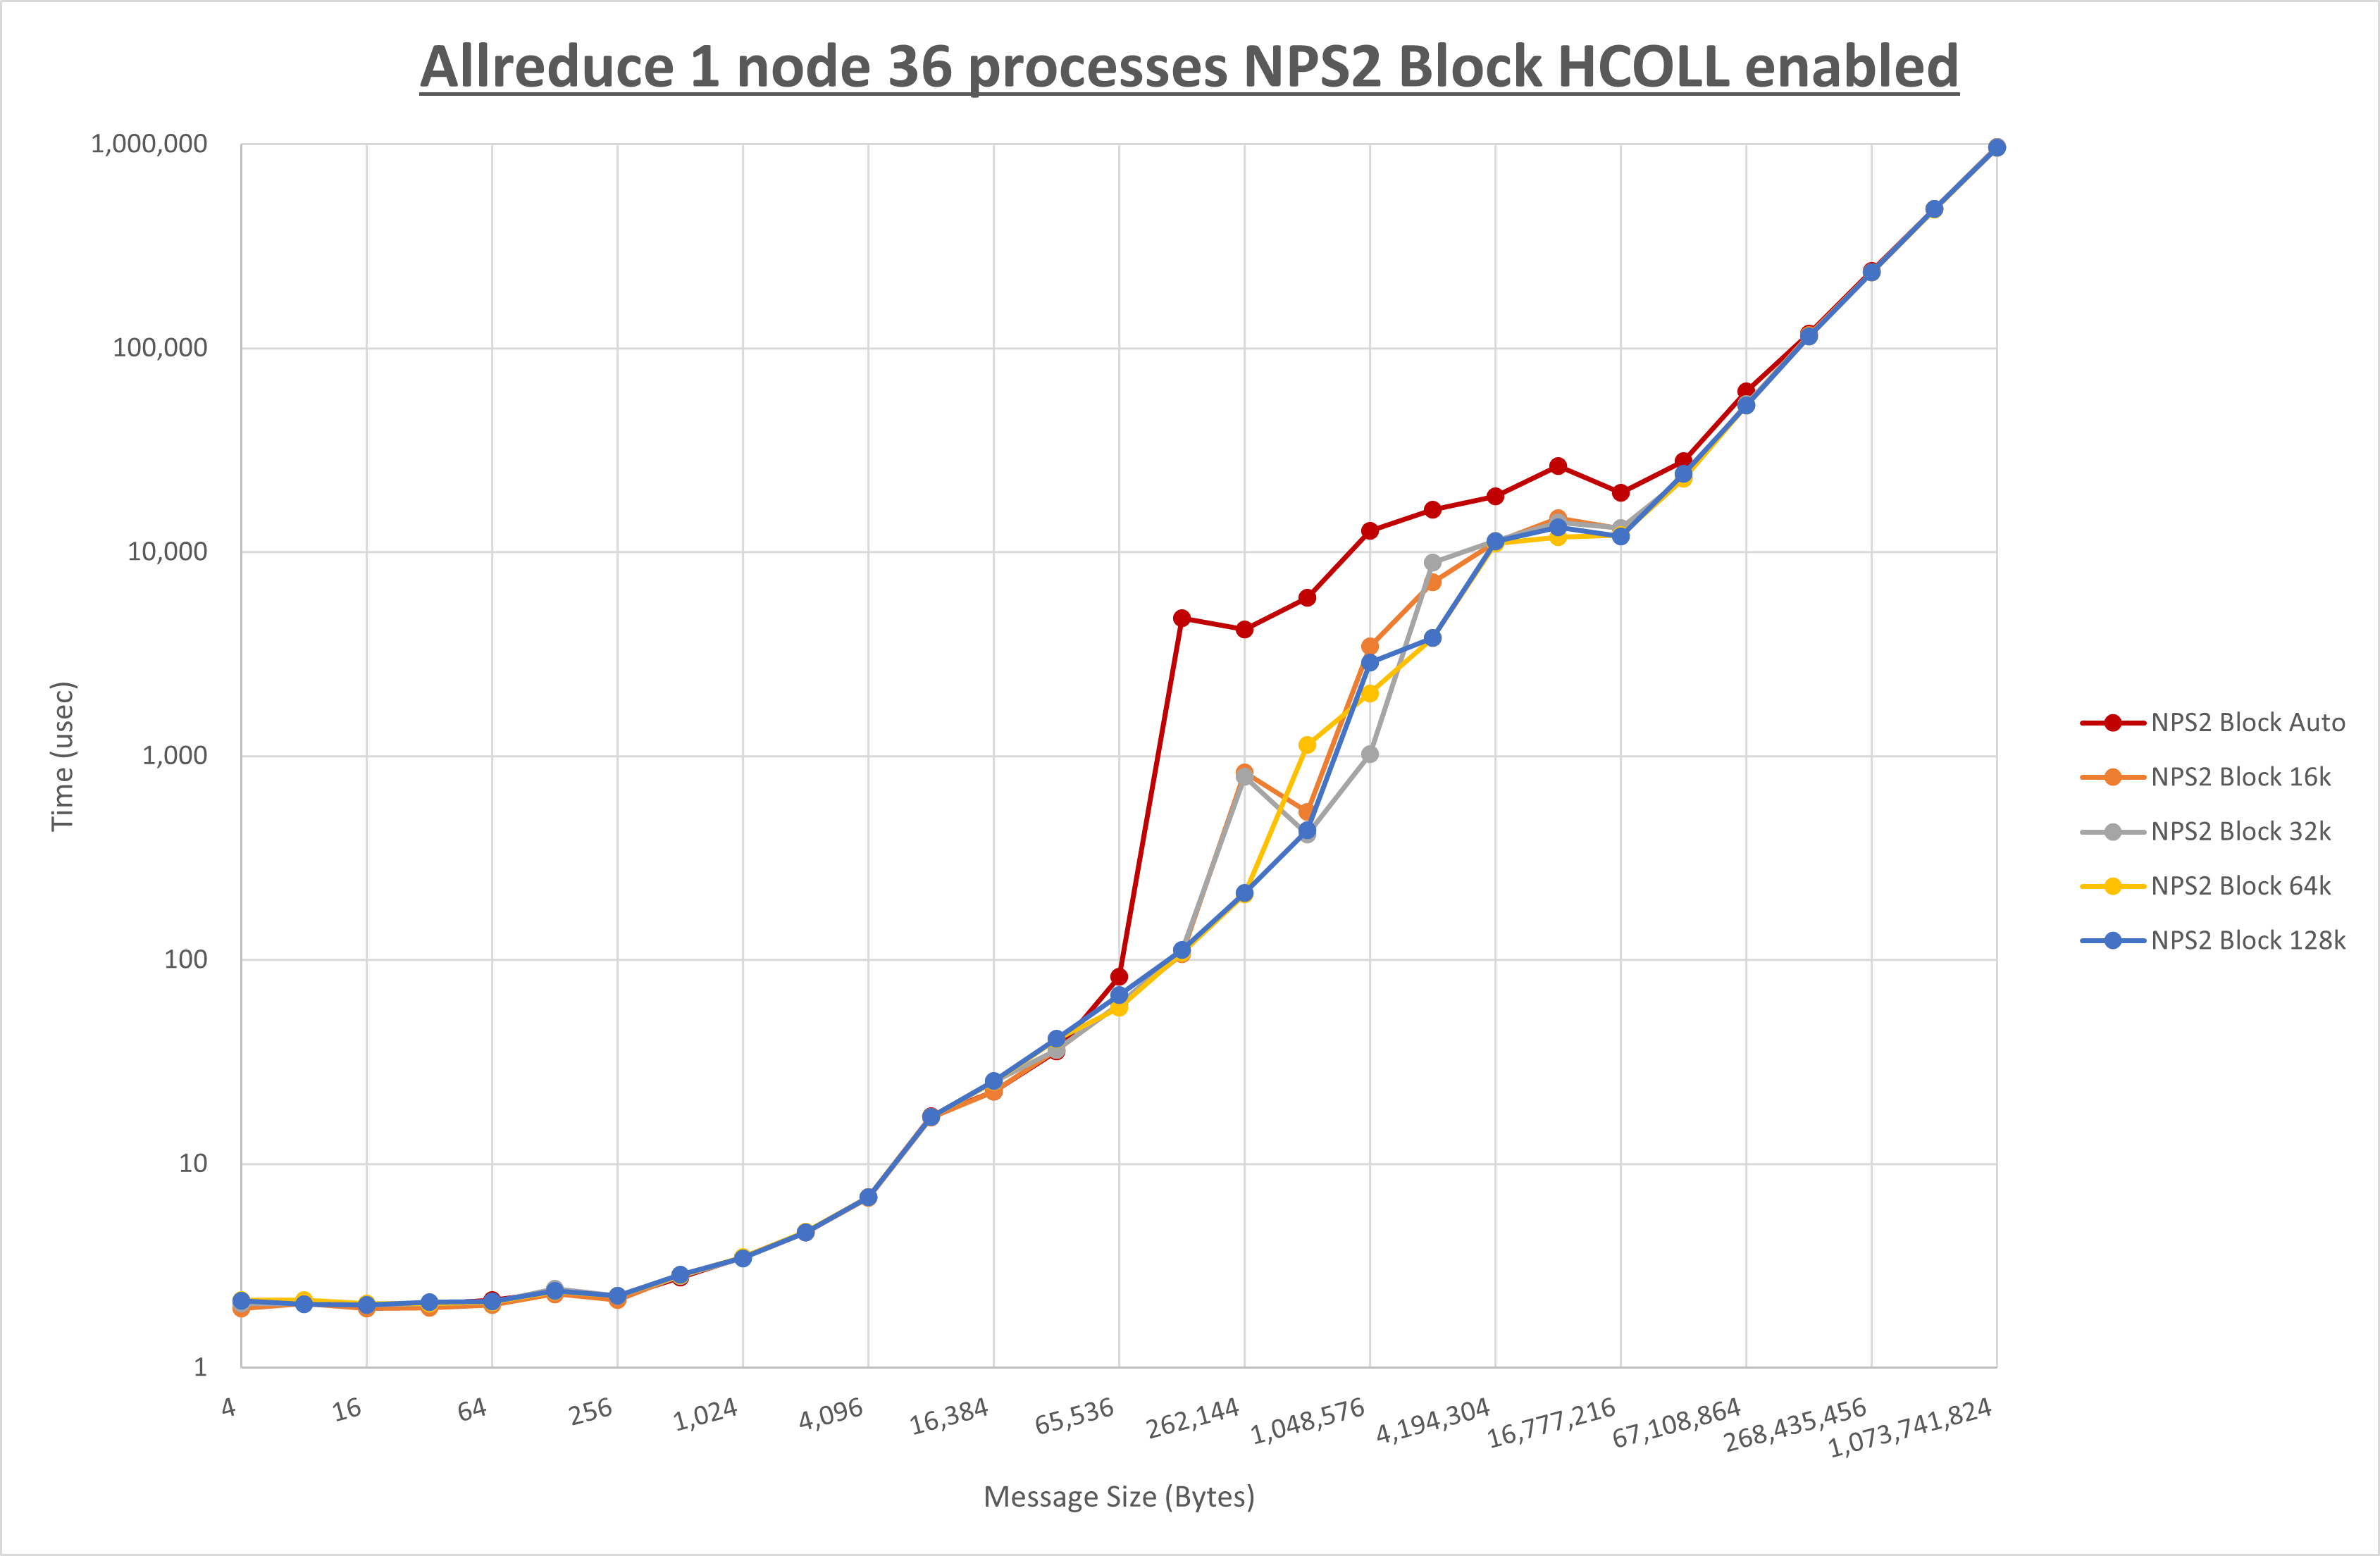 Allreduce 1 node 36 processes NPS2 Block HCOLL enabled
1,000,000
100,000
10,000
1,000
100
10
1
Time (usec)
4
16
64
256
1,024
4,096
16,384
65,536
262,144
1,048,576
4,194,304
16,777,216
67,108,864
268,435,456
1,073,741,824
Message Size (Bytes)
NPS2 Block Auto
NPS2 Block 16k
NPS2 Block 32k
NPS2 Block 64k
NPS2 Block 128k